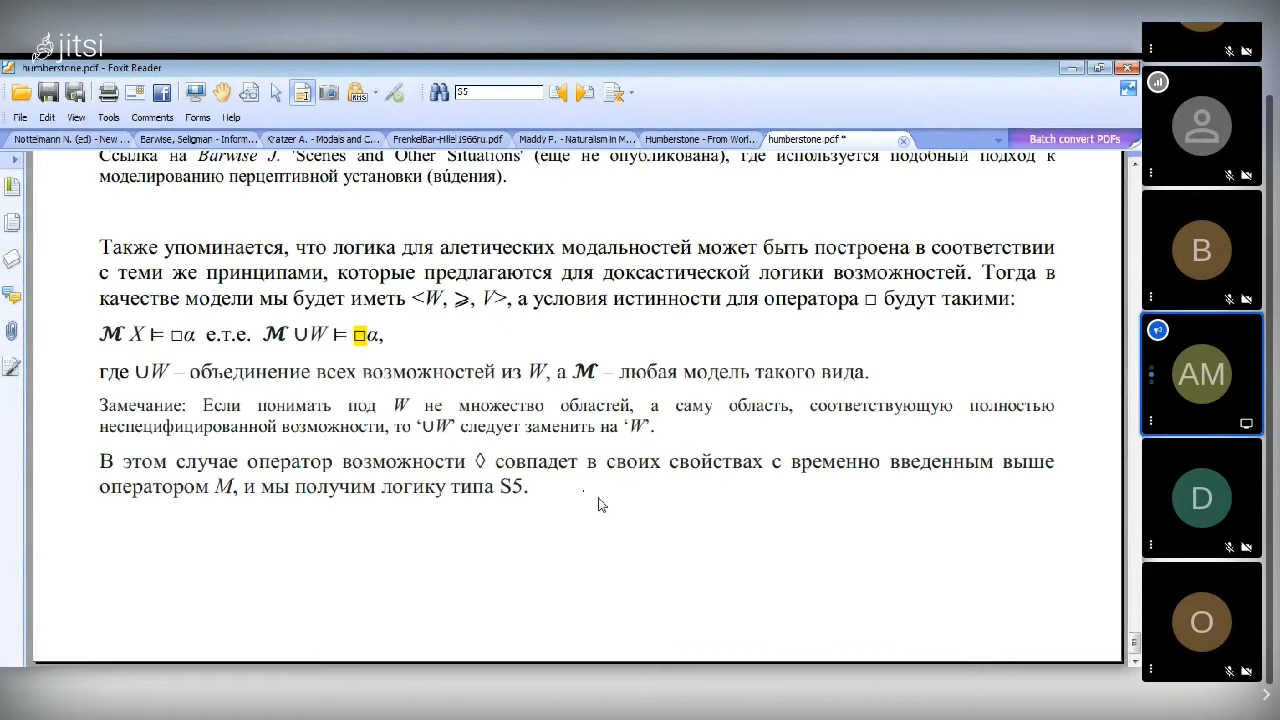 jitsi
humberstone.pdf - Foxit Reader
S5
File Edit View Tools Comments Forms Help
Nottelmann N. (ed) - New ... Barwise, Seligman - Inform... Kratzer A. - Modals and C... FrenkelBar-Hillel1966ru.pdf Maddy P. - Naturalism in M... Humberstone - From Worl... humberstone.pdf * Batch convert PDFs
Ссылка на Barwise J. 'Scenes and Other Situations' (еще не опубликована), где используется подобный подход к
моделированию перцептивной установки (ви́дения).
Также упоминается, что логика для алетических модальностей может быть построена в соответствии
с теми же принципами, которые предлагаются для доксастической логики возможностей. Тогда в
качестве модели мы будет иметь <W, ⩾, V>, а условия истинности для оператора □ будут такими:
𝓜 X ⊨ □α е.т.е. 𝓜 ∪W ⊨ □α,
где ∪W – объединение всех возможностей из W, а 𝓜 – любая модель такого вида.
Замечание: Если понимать под W не множество областей, а саму область, соответствующую полностью
неспецифицированной возможности, то ‘∪W’ следует заменить на ‘W’.
В этом случае оператор возможности ◊ совпадет в своих свойствах с временно введенным выше
оператором M, и мы получим логику типа S5.
B
AM
D
O